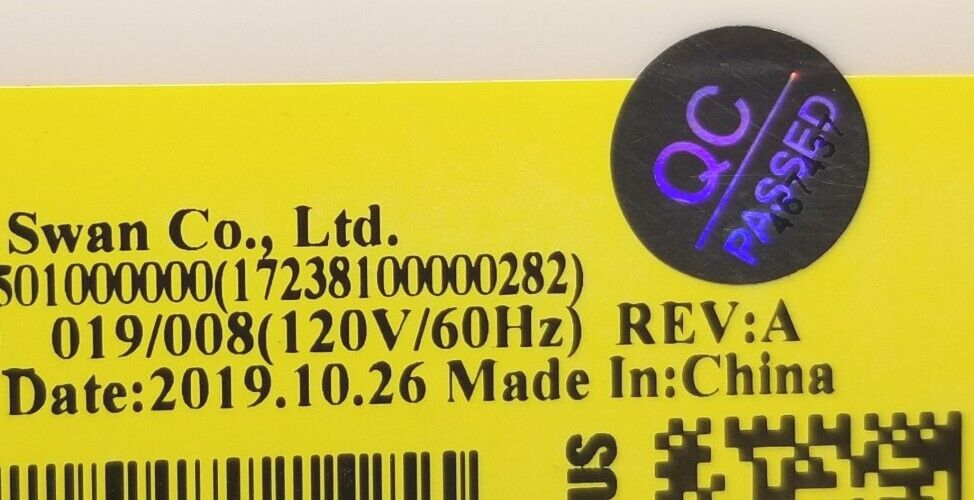 QC
PASSED
467437
Swan Co., Ltd.
501000000(17238100000282)
019/008(120V/60Hz) REV:A
Date:2019.10.26 Made In:China
US